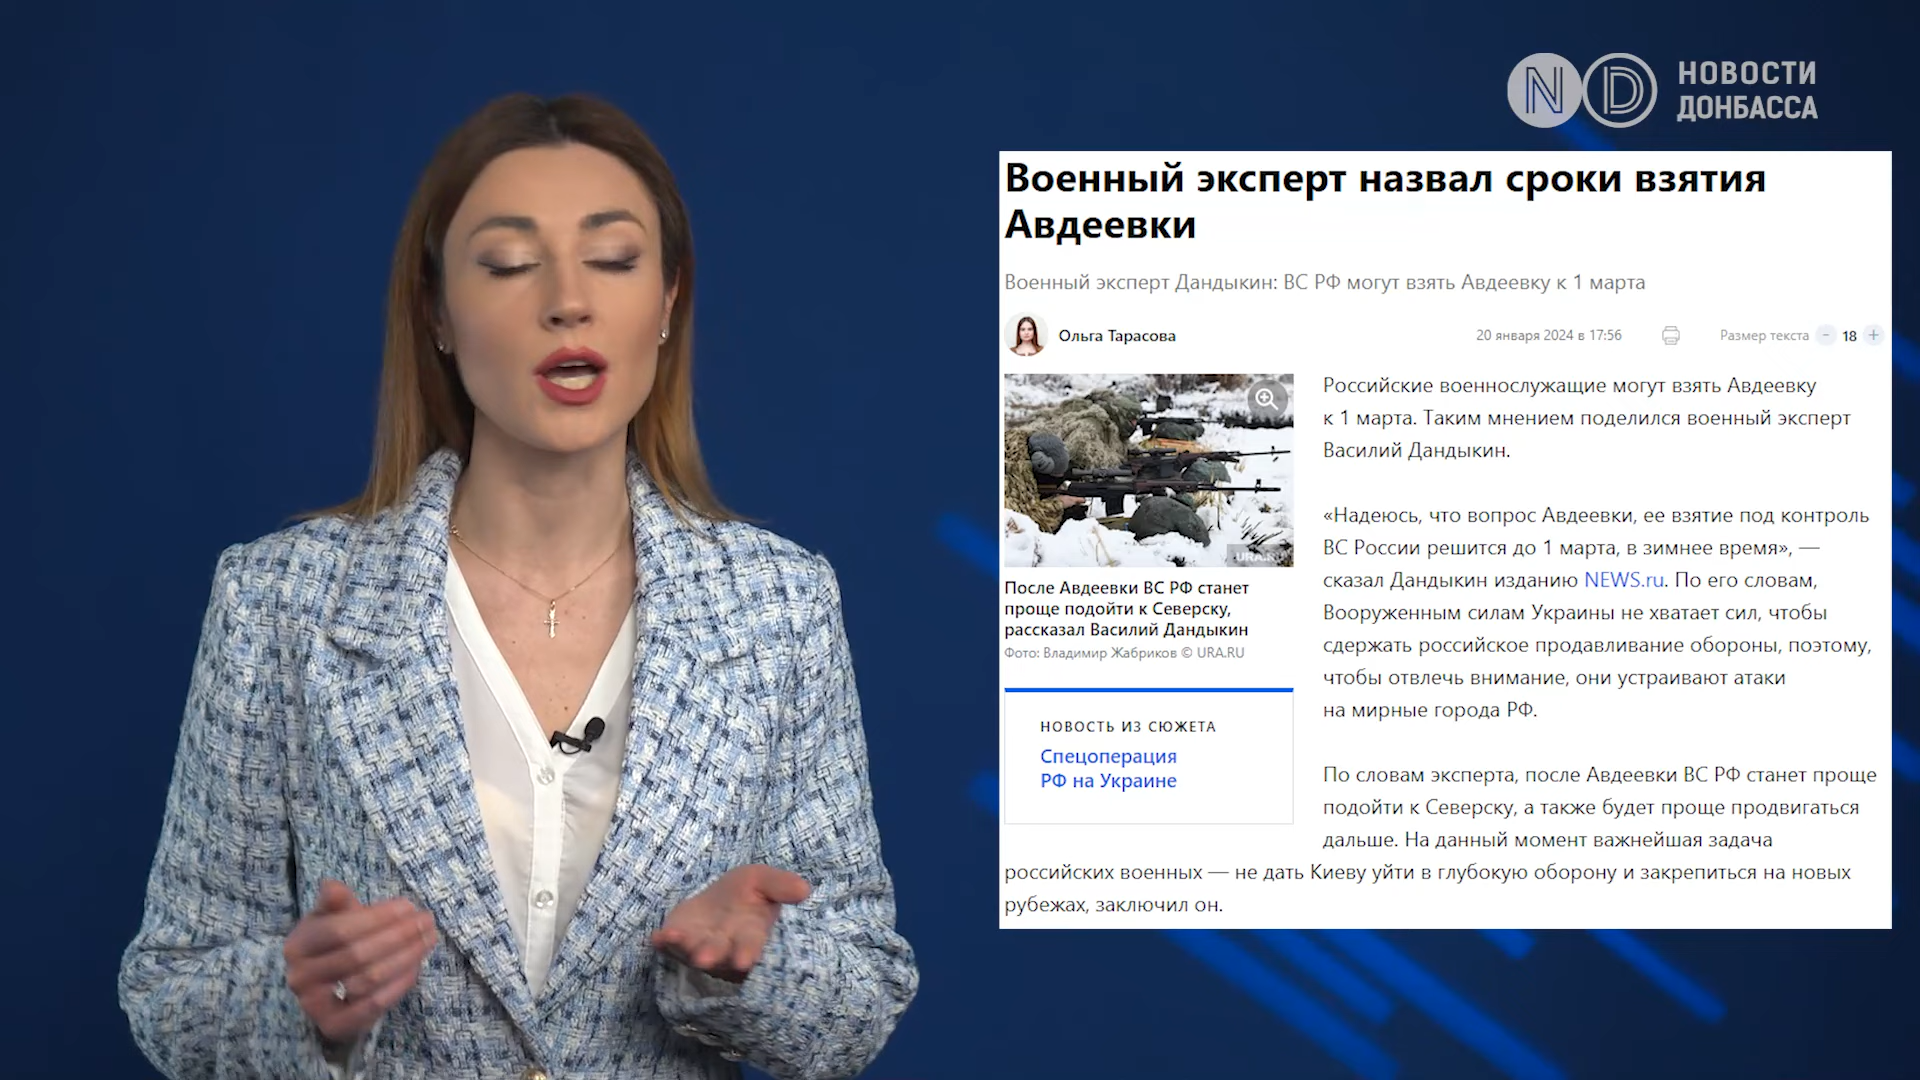 ND
НОВОСТИ
ДОНБАССА
Военный эксперт назвал сроки взятия
Авдеевки
Военный эксперт Дандыкин: ВС РФ могут взять Авдеевку к 1 марта
Ольга Тарасова
20 января 2024 в 17:56
Размер текста - 18 +
URA.RU
После Авдеевки ВС РФ станет
проще подойти к Северску,
рассказал Василий Дандыкин
Фото: Владимир Жабриков © URA.RU
НОВОСТЬ ИЗ СЮЖЕТА
Спецоперация
РФ на Украине
Российские военнослужащие могут взять Авдеевку
к 1 марта. Таким мнением поделился военный эксперт
Василий Дандыкин.
«Надеюсь, что вопрос Авдеевки, ее взятие под контроль
ВС России решится до 1 марта, в зимнее время», —
сказал Дандыкин изданию NEWS.ru. По его словам,
Вооруженным силам Украины не хватает сил, чтобы
сдержать российское продавливание обороны, поэтому,
чтобы отвлечь внимание, они устраивают атаки
на мирные города РФ.
По словам эксперта, после Авдеевки ВС РФ станет проще
подойти к Северску, а также будет проще продвигаться
дальше. На данный момент важнейшая задача
российских военных — не дать Киеву уйти в глубокую оборону и закрепиться на новых
рубежах, заключил он.